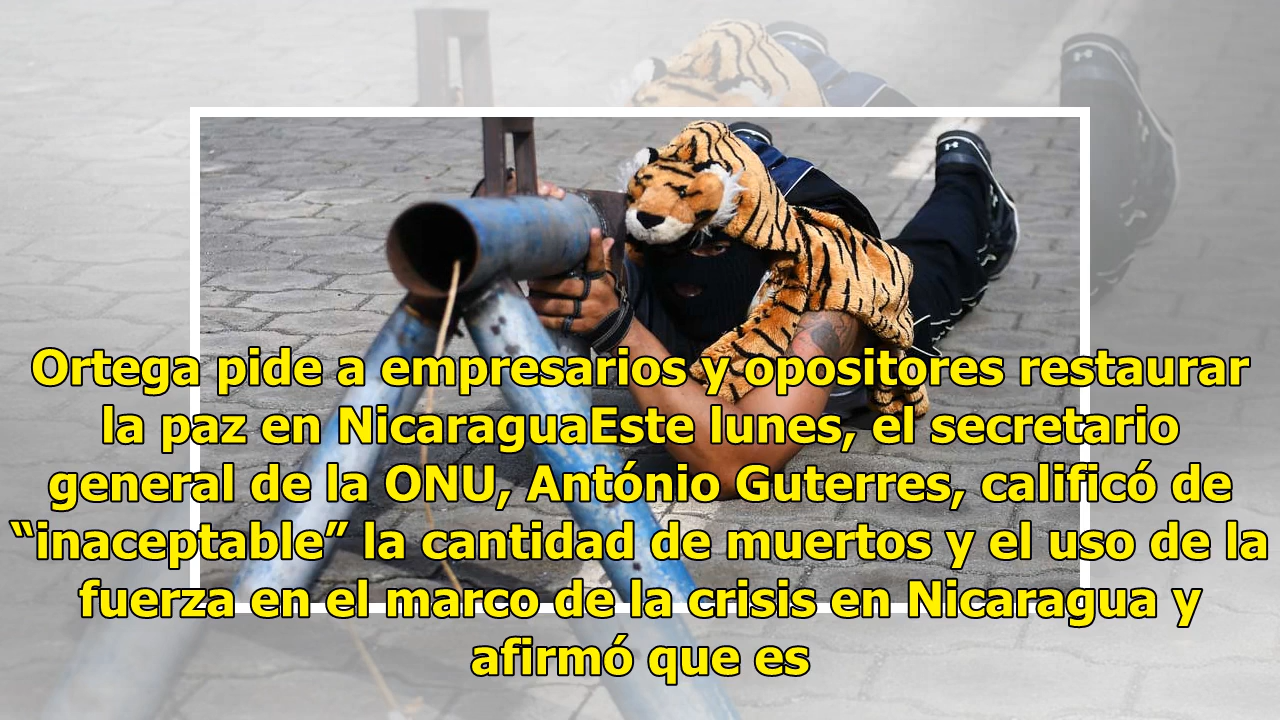 Ortega pide a empresarios y opositores restaurar
la paz en NicaraguaEste lunes, el secretario
general de la ONU, António Guterres, calificó de
“inaceptable” la cantidad de muertos y el uso de la
fuerza en el marco de la crisis en Nicaragua y
afirmó que es